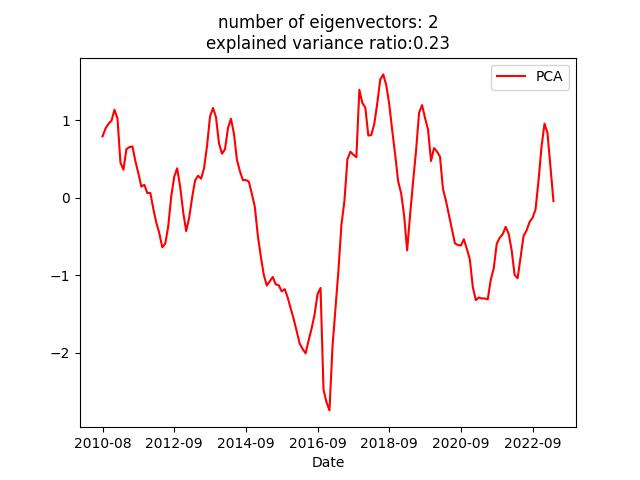 number of eigenvectors: 2
explained variance ratio:0.23
PCA
1
0
−1
−2
2010-08 2012-09 2014-09 2016-09 2018-09 2020-09 2022-09
Date